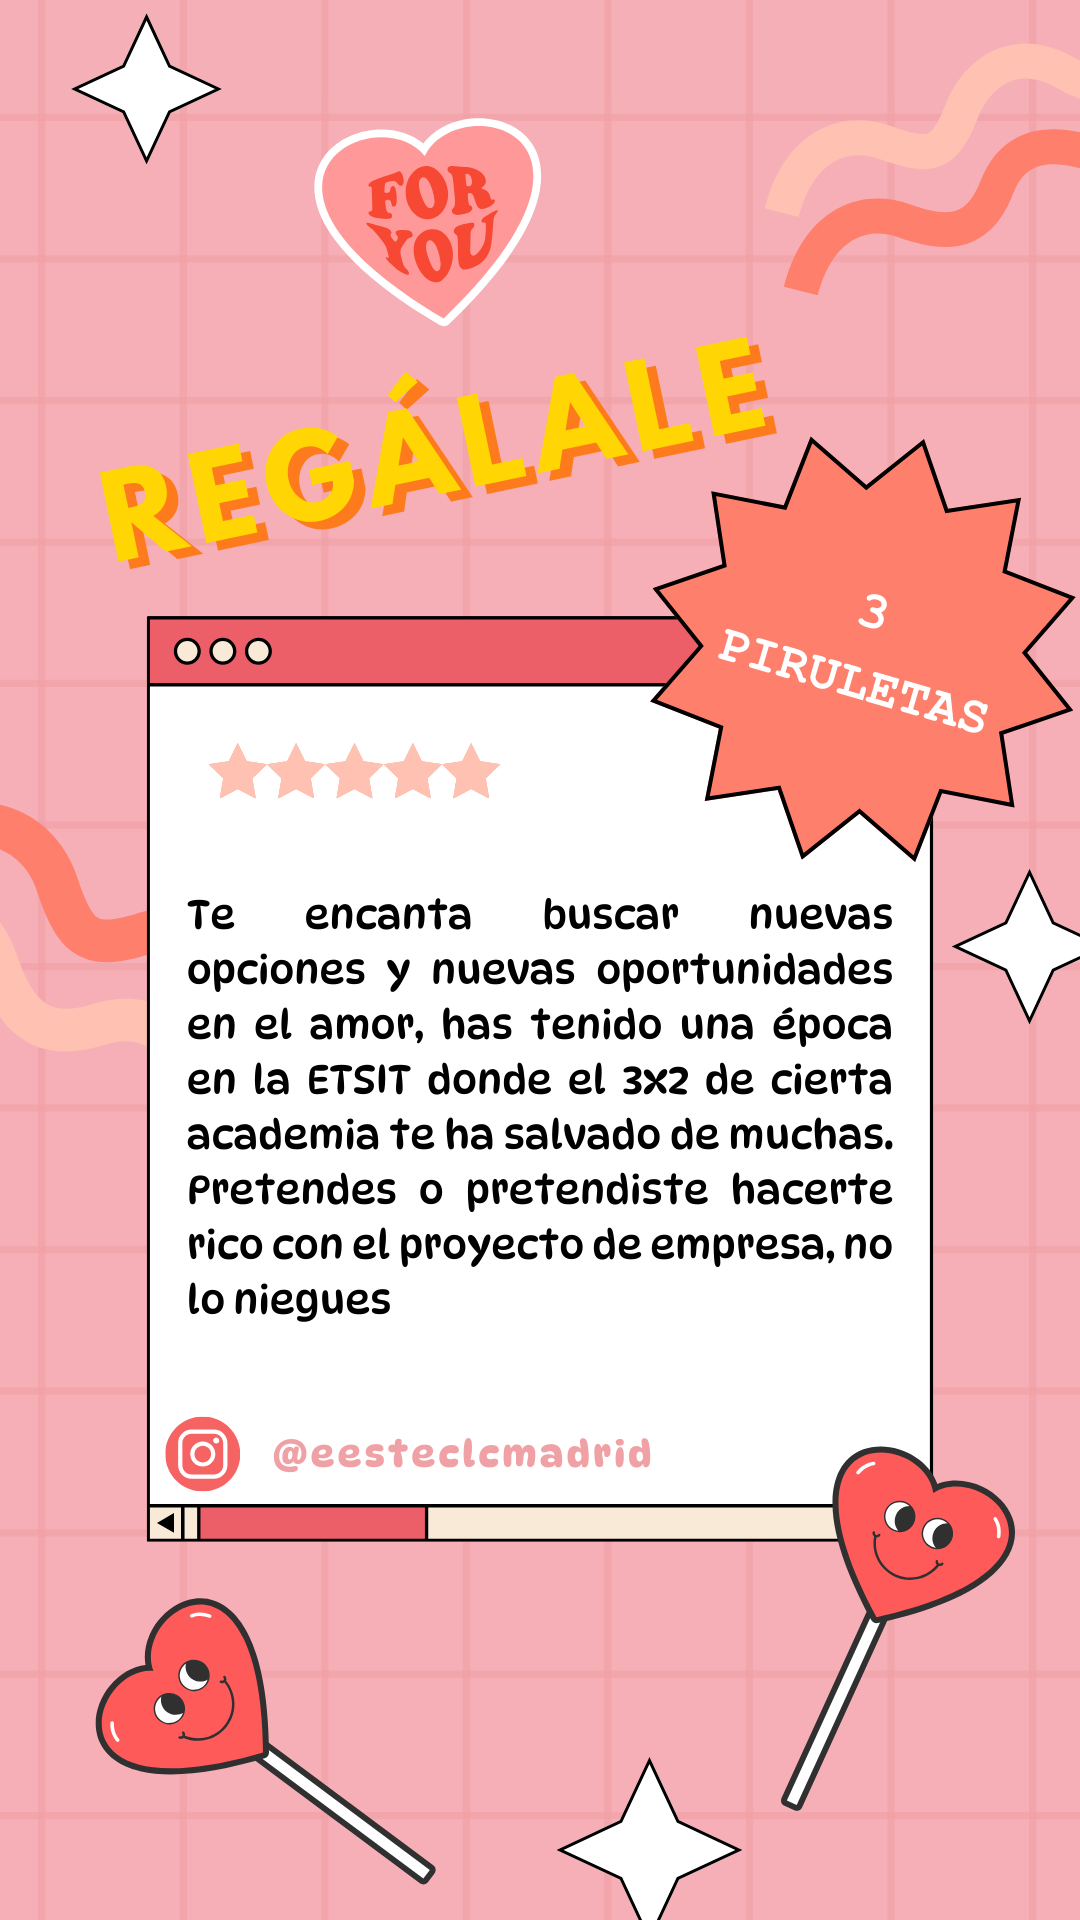 FOR
YOU
REGÁLALE
3
PIRULETAS
Te encanta buscar nuevas
opciones y nuevas oportunidades
en el amor, has tenido una época
en la ETSIT donde el 3x2 de cierta
academia te ha salvado de muchas.
Pretendes o pretendiste hacerte
rico con el proyecto de empresa, no
lo niegues
@eesteclcmadrid